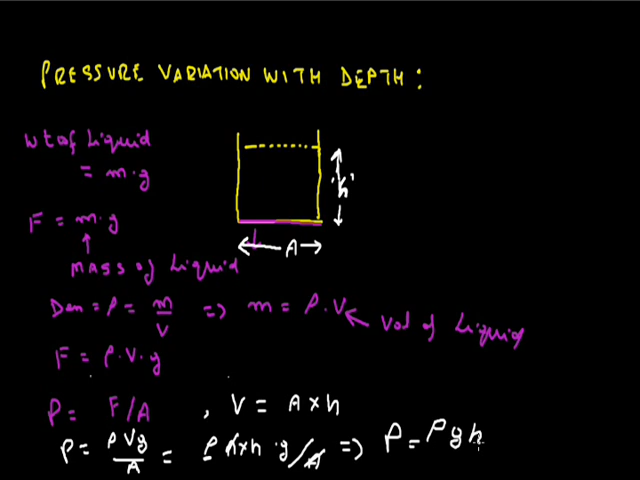 PRESSURE VARIATION WITH DEPTH :
wt of Liquid
= m·g
"h"
F = m·g
A
MASS of Liquid
Den = ρ = m/V => m = ρ·V
Vol of Liquid
F = ρ·V·g
P = F/A , V = A×h
P = ρVg/A = ρ A×h·g/A => P = ρgh